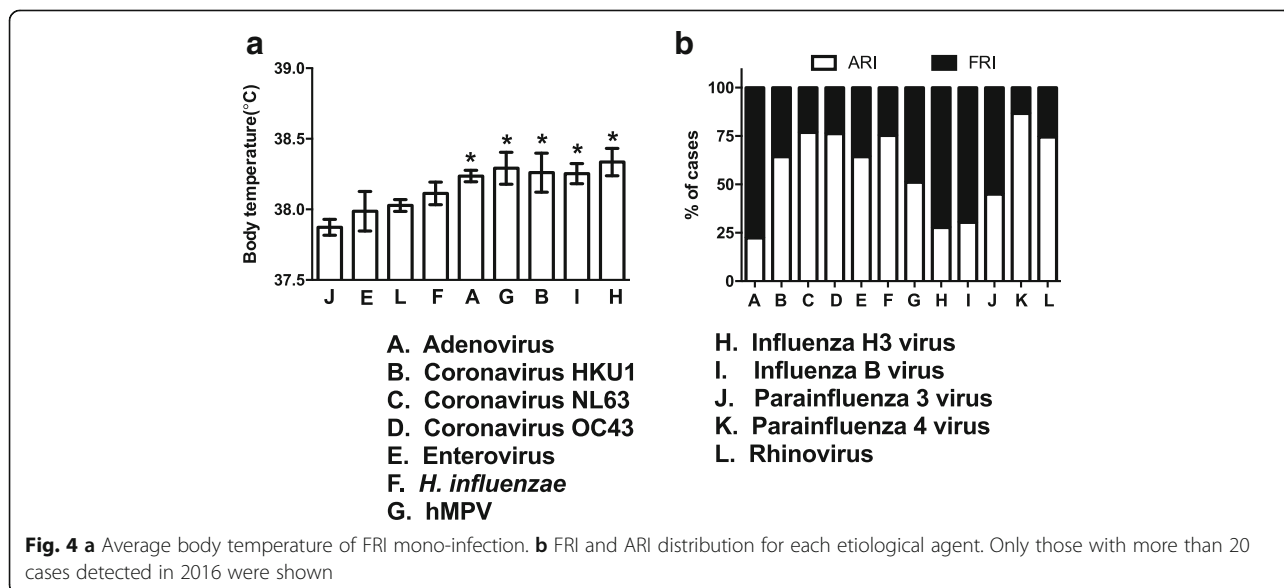 a
39.0
38.5
38.0
37.5
Body temperature(°C)
* * * * *
J E L F A G B I H
b
ARI FRI
100
75
50
25
0
% of cases
A B C D E F G H I J K L
A. Adenovirus
B. Coronavirus HKU1
C. Coronavirus NL63
D. Coronavirus OC43
E. Enterovirus
F. H. influenzae
G. hMPV
H. Influenza H3 virus
I. Influenza B virus
J. Parainfluenza 3 virus
K. Parainfluenza 4 virus
L. Rhinovirus
Fig. 4 a Average body temperature of FRI mono-infection. b FRI and ARI distribution for each etiological agent. Only those with more than 20
cases detected in 2016 were shown